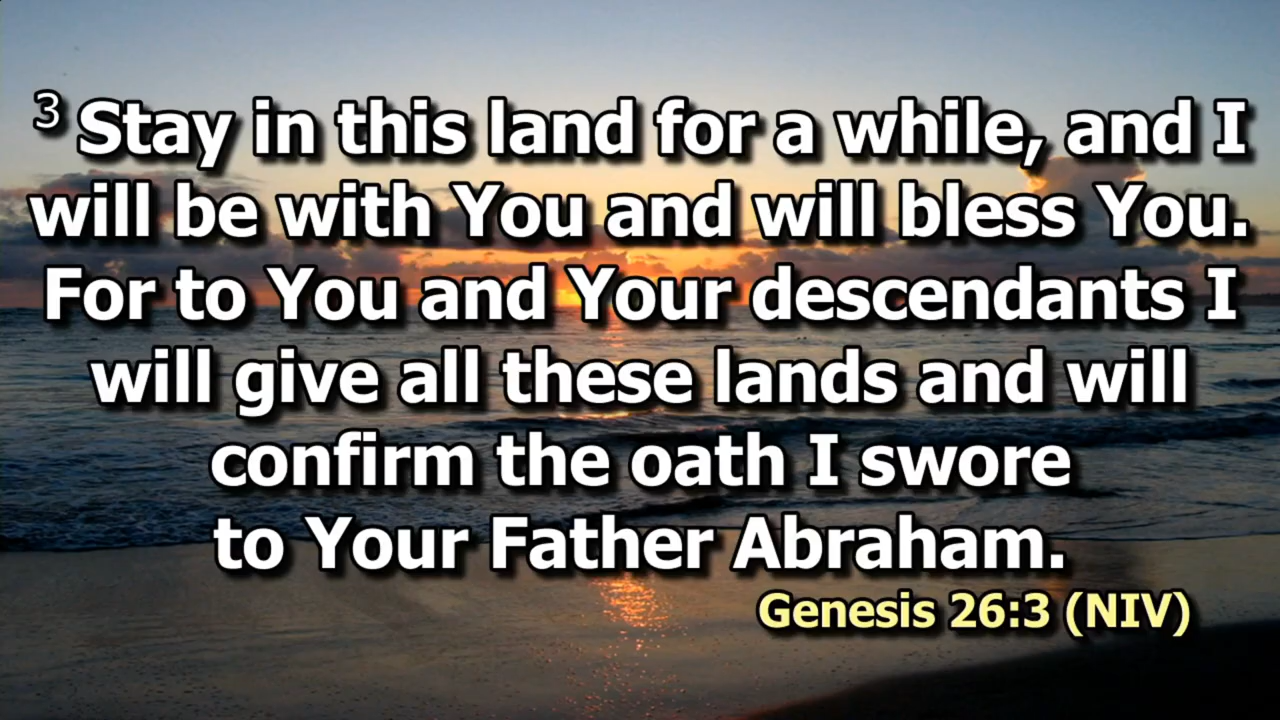 3 Stay in this land for a while, and I
will be with You and will bless You.
For to You and Your descendants I
will give all these lands and will
confirm the oath I swore
to Your Father Abraham.
Genesis 26:3 (NIV)